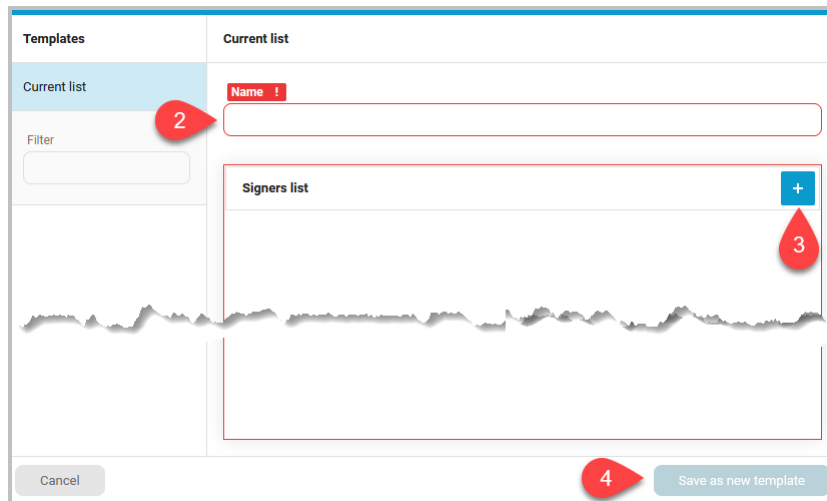 Templates
Current list
Current list
Name !
2
Filter
Signers list
+
3
Cancel
4
Save as new template